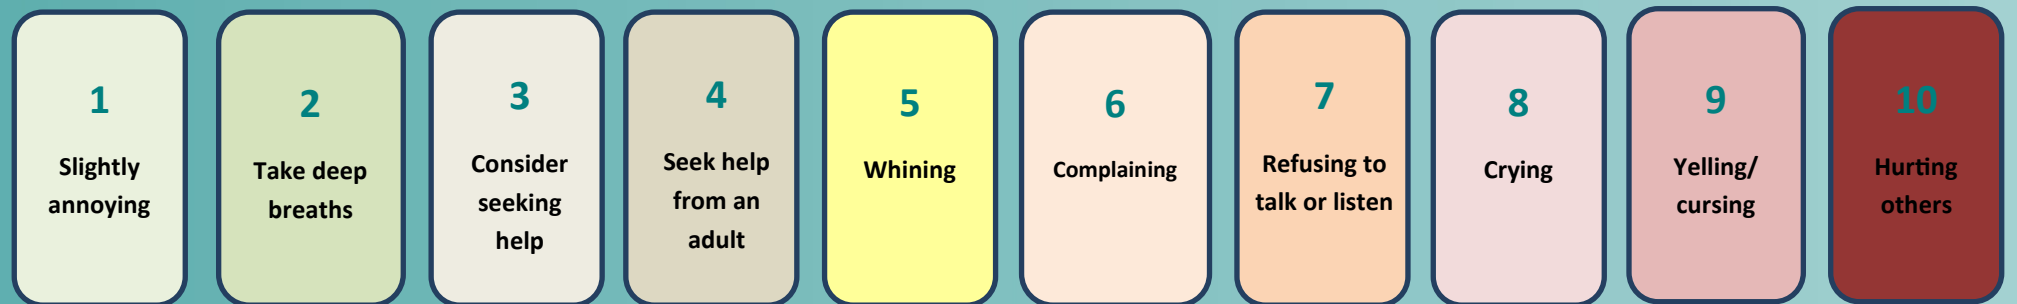 1
Slightly
annoying
2
Take deep
breaths
3
Consider
seeking
help
4
Seek help
from an
adult
5
Whining
6
Complaining
7
Refusing to
talk or listen
8
Crying
9
Yelling/
cursing
10
Hurting
others